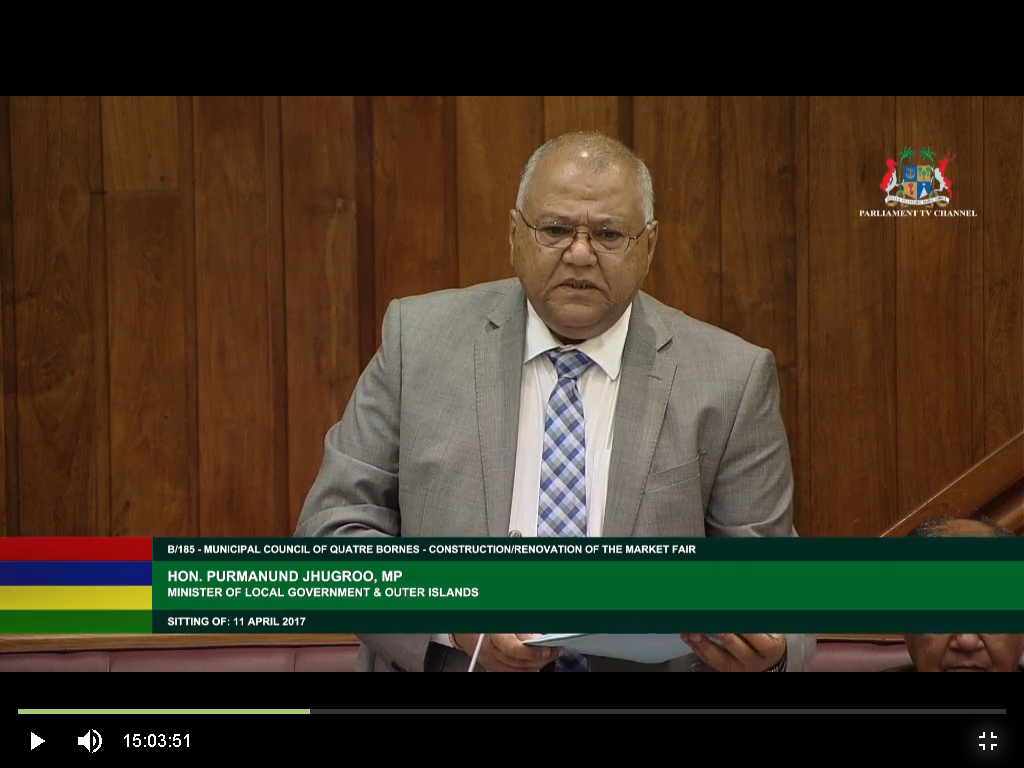 PARLIAMENT TV CHANNEL
B/185 - MUNICIPAL COUNCIL OF QUATRE BORNES - CONSTRUCTION/RENOVATION OF THE MARKET FAIR
HON. PURMANUND JHUGROO, MP
MINISTER OF LOCAL GOVERNMENT & OUTER ISLANDS
SITTING OF: 11 APRIL 2017
15:03:51